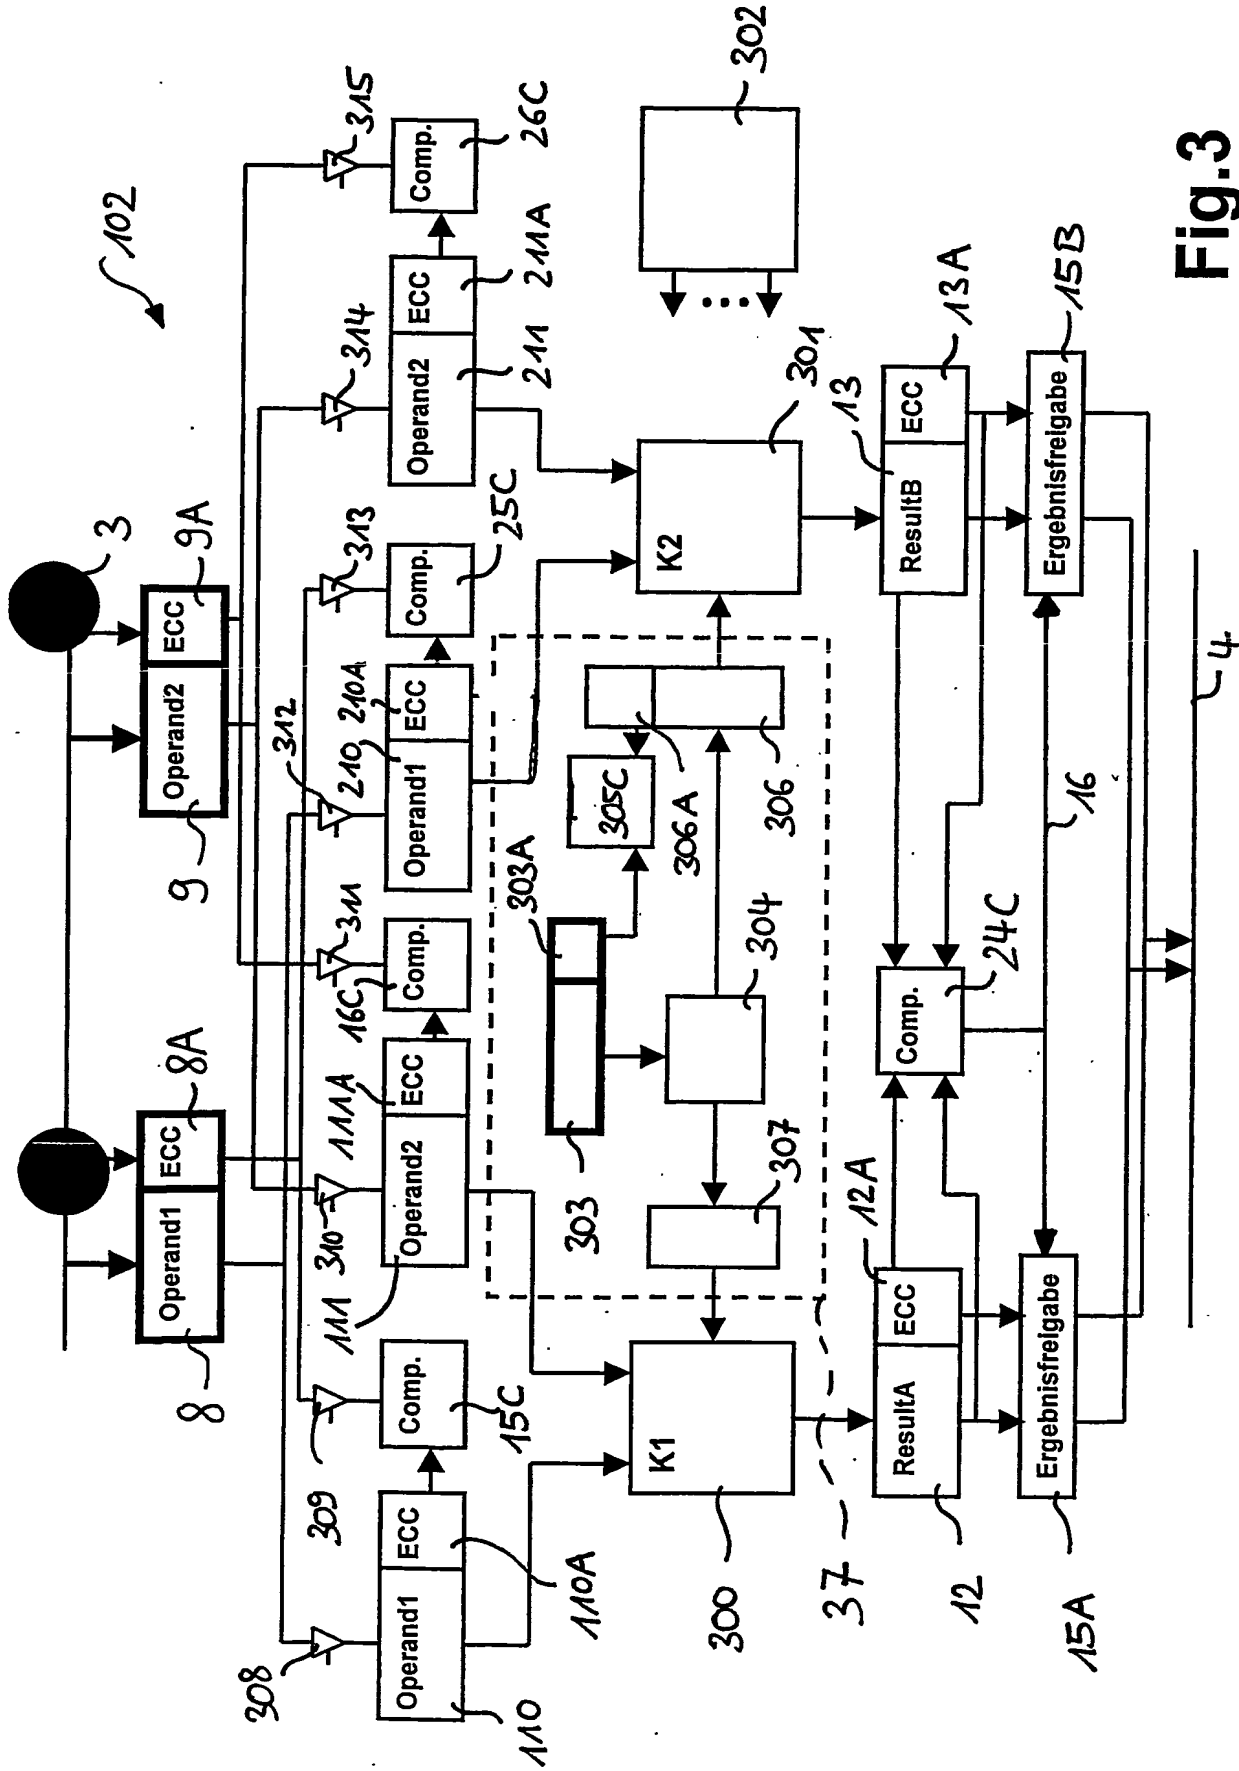 102
3
Operand1
ECC
8
8A
Operand2
ECC
9
9A
308
309
310
311
312
313
314
315
Operand1
ECC
Comp.
110
110A
15C
Operand2
ECC
Comp.
111
111A
16C
Operand1
ECC
Comp.
210
210A
25C
Operand2
ECC
Comp.
211
211A
26C
303
303A
305C
306A
306
304
307
K1
300
K2
301
302
37
ResultA
ECC
12
12A
Comp.
24C
ResultB
ECC
13
13A
Ergebnisfreigabe
15A
16
Ergebnisfreigabe
15B
4
Fig.3